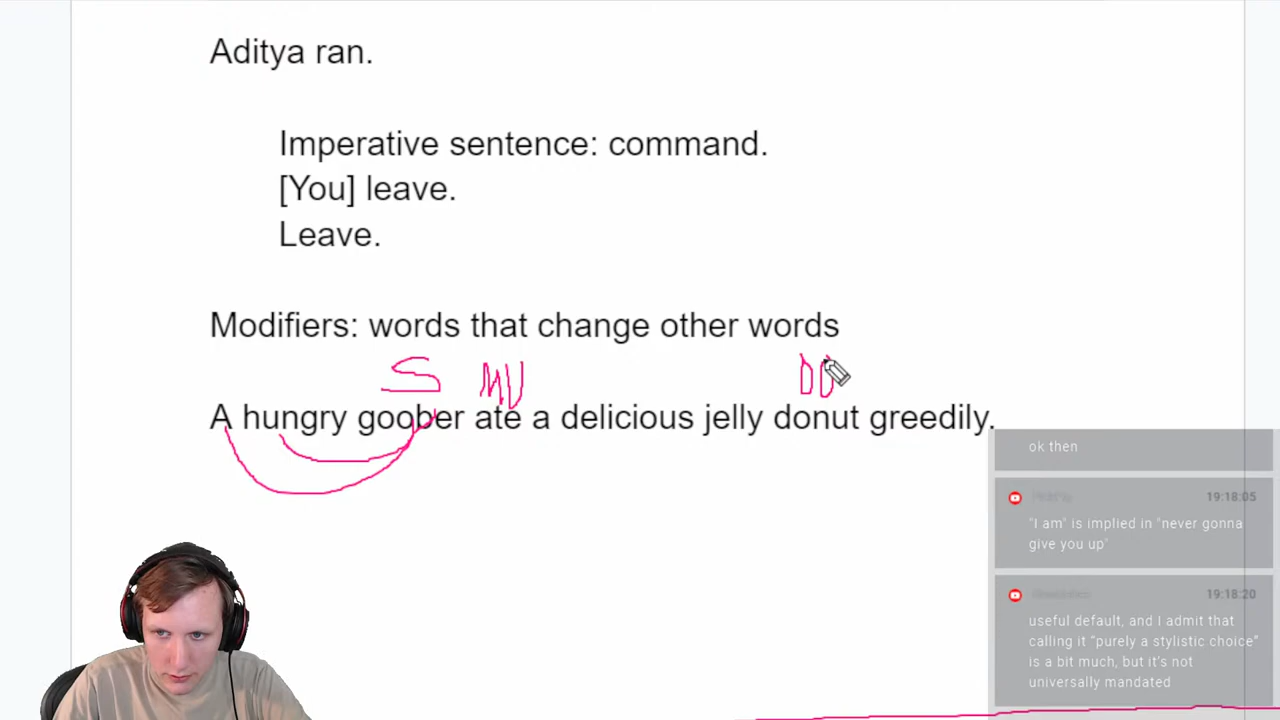 Aditya ran.
Imperative sentence: command.
[You] leave.
Leave.
Modifiers: words that change other words
S MV DO
A hungry goober ate a delicious jelly donut greedily.
ok then
19:18:05
"I am" is implied in "never gonna
give you up"
19:18:20
useful default, and I admit that
calling it "purely a stylistic choice"
is a bit much, but it's not
universally mandated